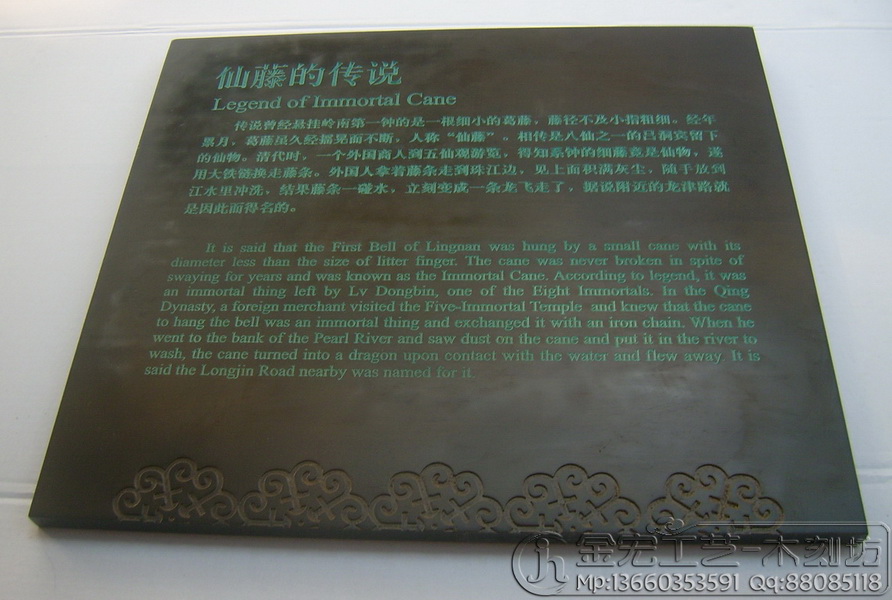 仙藤的传说
Legend of Immortal Cane
传说曾经悬挂岭南第一钟的是一根细小的葛藤，藤径不及小指粗细。经年
累月，葛藤虽久经摇晃而不断，人称“仙藤”。相传是八仙之一的吕洞宾留下
的仙物。清代时，一个外国商人到五仙观游览，得知系钟的细藤竟是仙物，遂
用大铁链换走藤条。外国人拿着藤条走到珠江边，见上面积满灰尘，随手放到
江水里冲洗，结果藤条一碰水，立刻变成一条龙飞走了，据说附近的龙津路就
是因此而得名的。
It is said that the First Bell of Lingnan was hung by a small cane with its
diameter less than the size of litter finger. The cane was never broken in spite of
swaying for years and was known as the Immortal Cane. According to legend, it was
an immortal thing left by Lv Dongbin, one of the Eight Immortals. In the Qing
Dynasty, a foreign merchant visited the Five-Immortal Temple and knew that the cane
to hang the bell was an immortal thing and exchanged it with an iron chain. When he
went to the bank of the Pearl River and saw dust on the cane and put it in the river to
wash, the cane turned into a dragon upon contact with the water and flew away. It is
said the Longjin Road nearby was named for it.
金宏工艺-木刻坊
Mp:13660353591 Qq:88085118